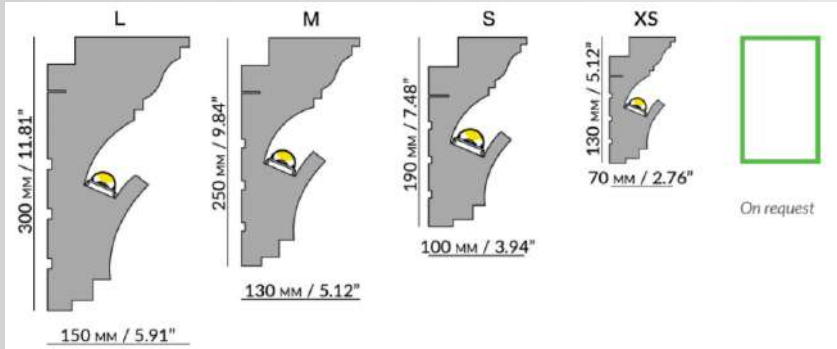 L
300 мм / 11.81”
150 мм / 5.91”
M
250 мм / 9.84”
130 мм / 5.12”
S
190 мм / 7.48”
100 мм / 3.94”
XS
130 мм / 5.12”
70 мм / 2.76”
On request